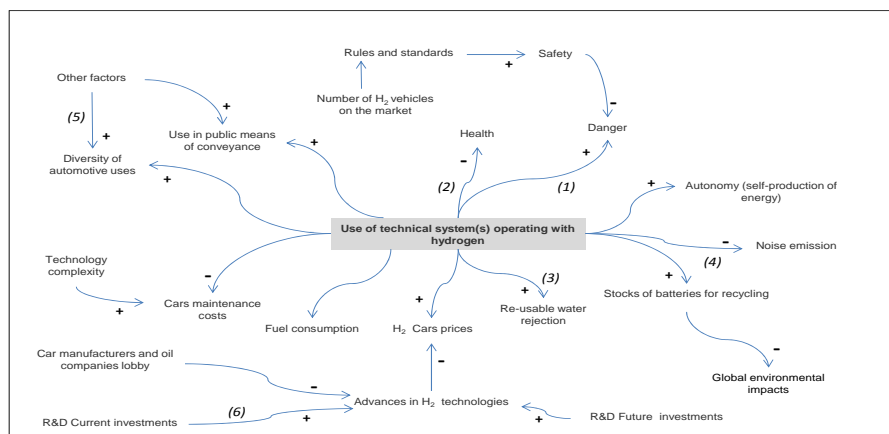 Rules and standards
+
Safety
Other factors
Number of H2 vehicles
on the market
-
(5)
+
+
Use in public means
of conveyance
+
Health
Danger
Diversity of
automotive uses
+
-
(2)
+
(1)
+
Autonomy (self-production of
energy)
Use of technical system(s) operating with
hydrogen
-
Noise emission
(4)
Technology
complexity
-
+
(3)
+
Stocks of batteries for recycling
+
Cars maintenance
costs
+
Re-usable water
rejection
Fuel consumption
H2 Cars prices
Car manufacturers and oil
companies lobby
-
-
Global environmental
impacts
-
Advances in H2 technologies
R&D Current investments
(6)
+
+
R&D Future investments